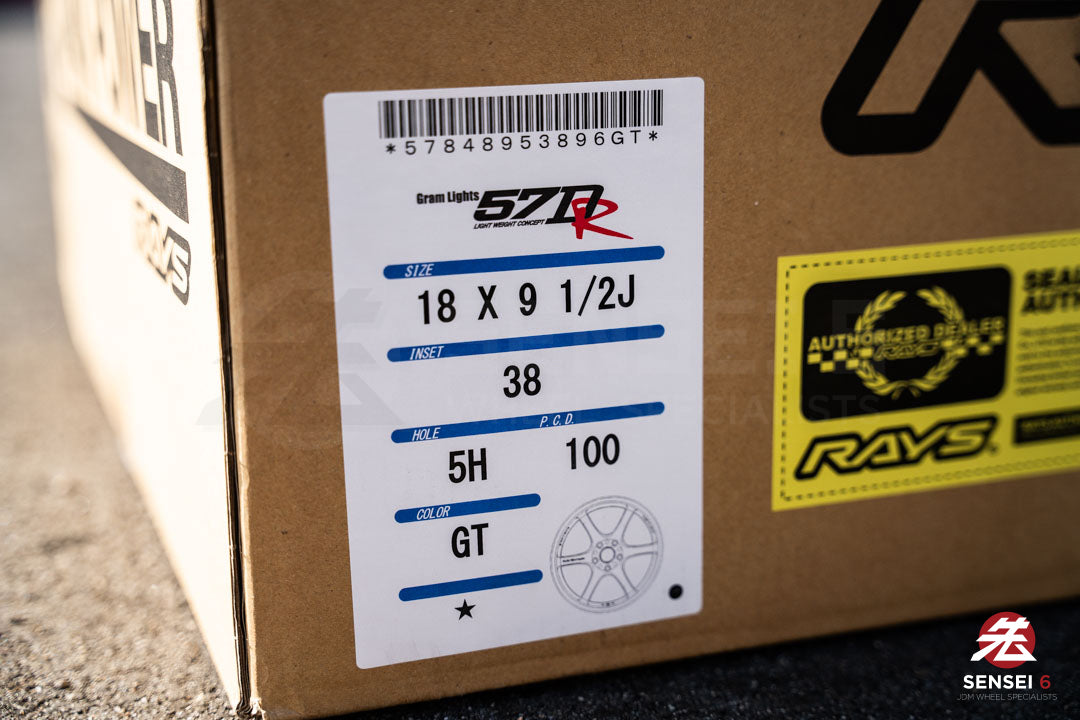 *57848953896GT*
Gram Lights 57DR
LIGHT WEIGHT CONCEPT
SIZE
18 X 9 1/2J
INSET
38
HOLE P.C.D.
5H 100
COLOR
GT
★
AUTHORIZED DEALER
RAYS
RAYS
RAYS
SENSEI 6
JDM WHEEL SPECIALISTS